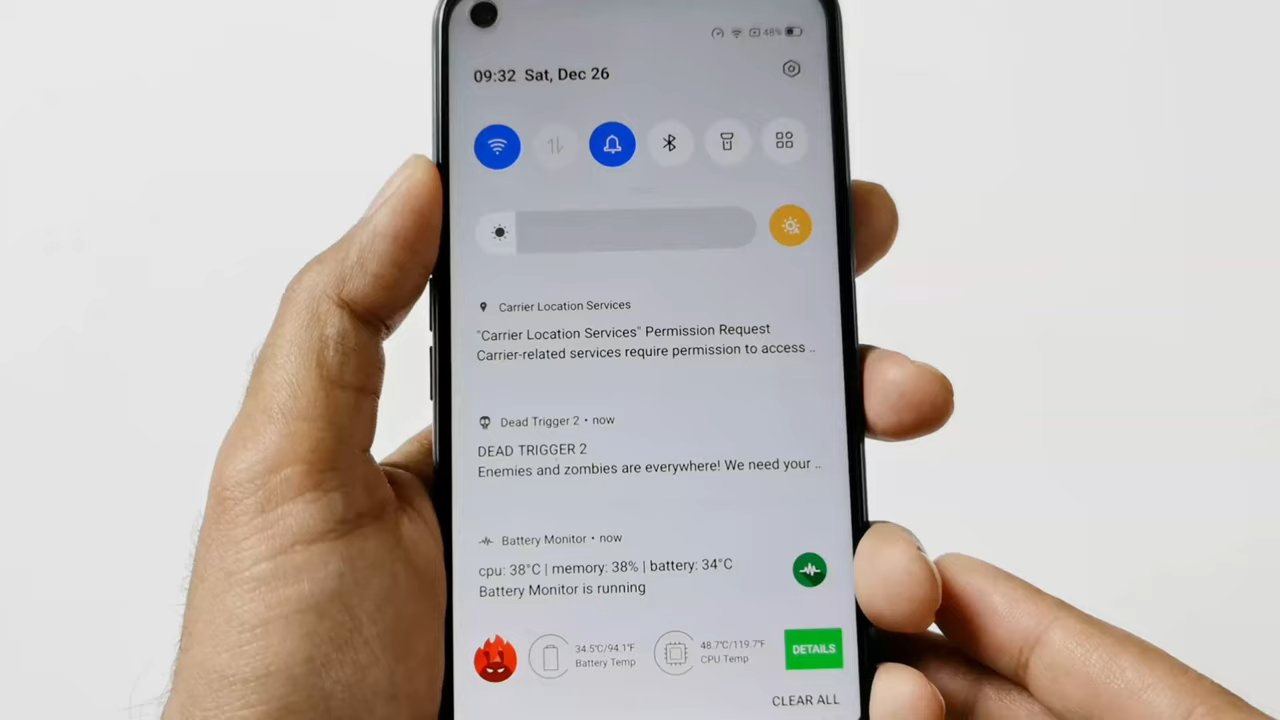 48%
09:32 Sat, Dec 26
Carrier Location Services
"Carrier Location Services" Permission Request
Carrier-related services require permission to access ..
Dead Trigger 2 • now
DEAD TRIGGER 2
Enemies and zombies are everywhere! We need your ..
Battery Monitor • now
cpu: 38°C | memory: 38% | battery: 34°C
Battery Monitor is running
34.5℃/94.1℉
Battery Temp
48.7℃/119.7℉
CPU Temp
DETAILS
CLEAR ALL